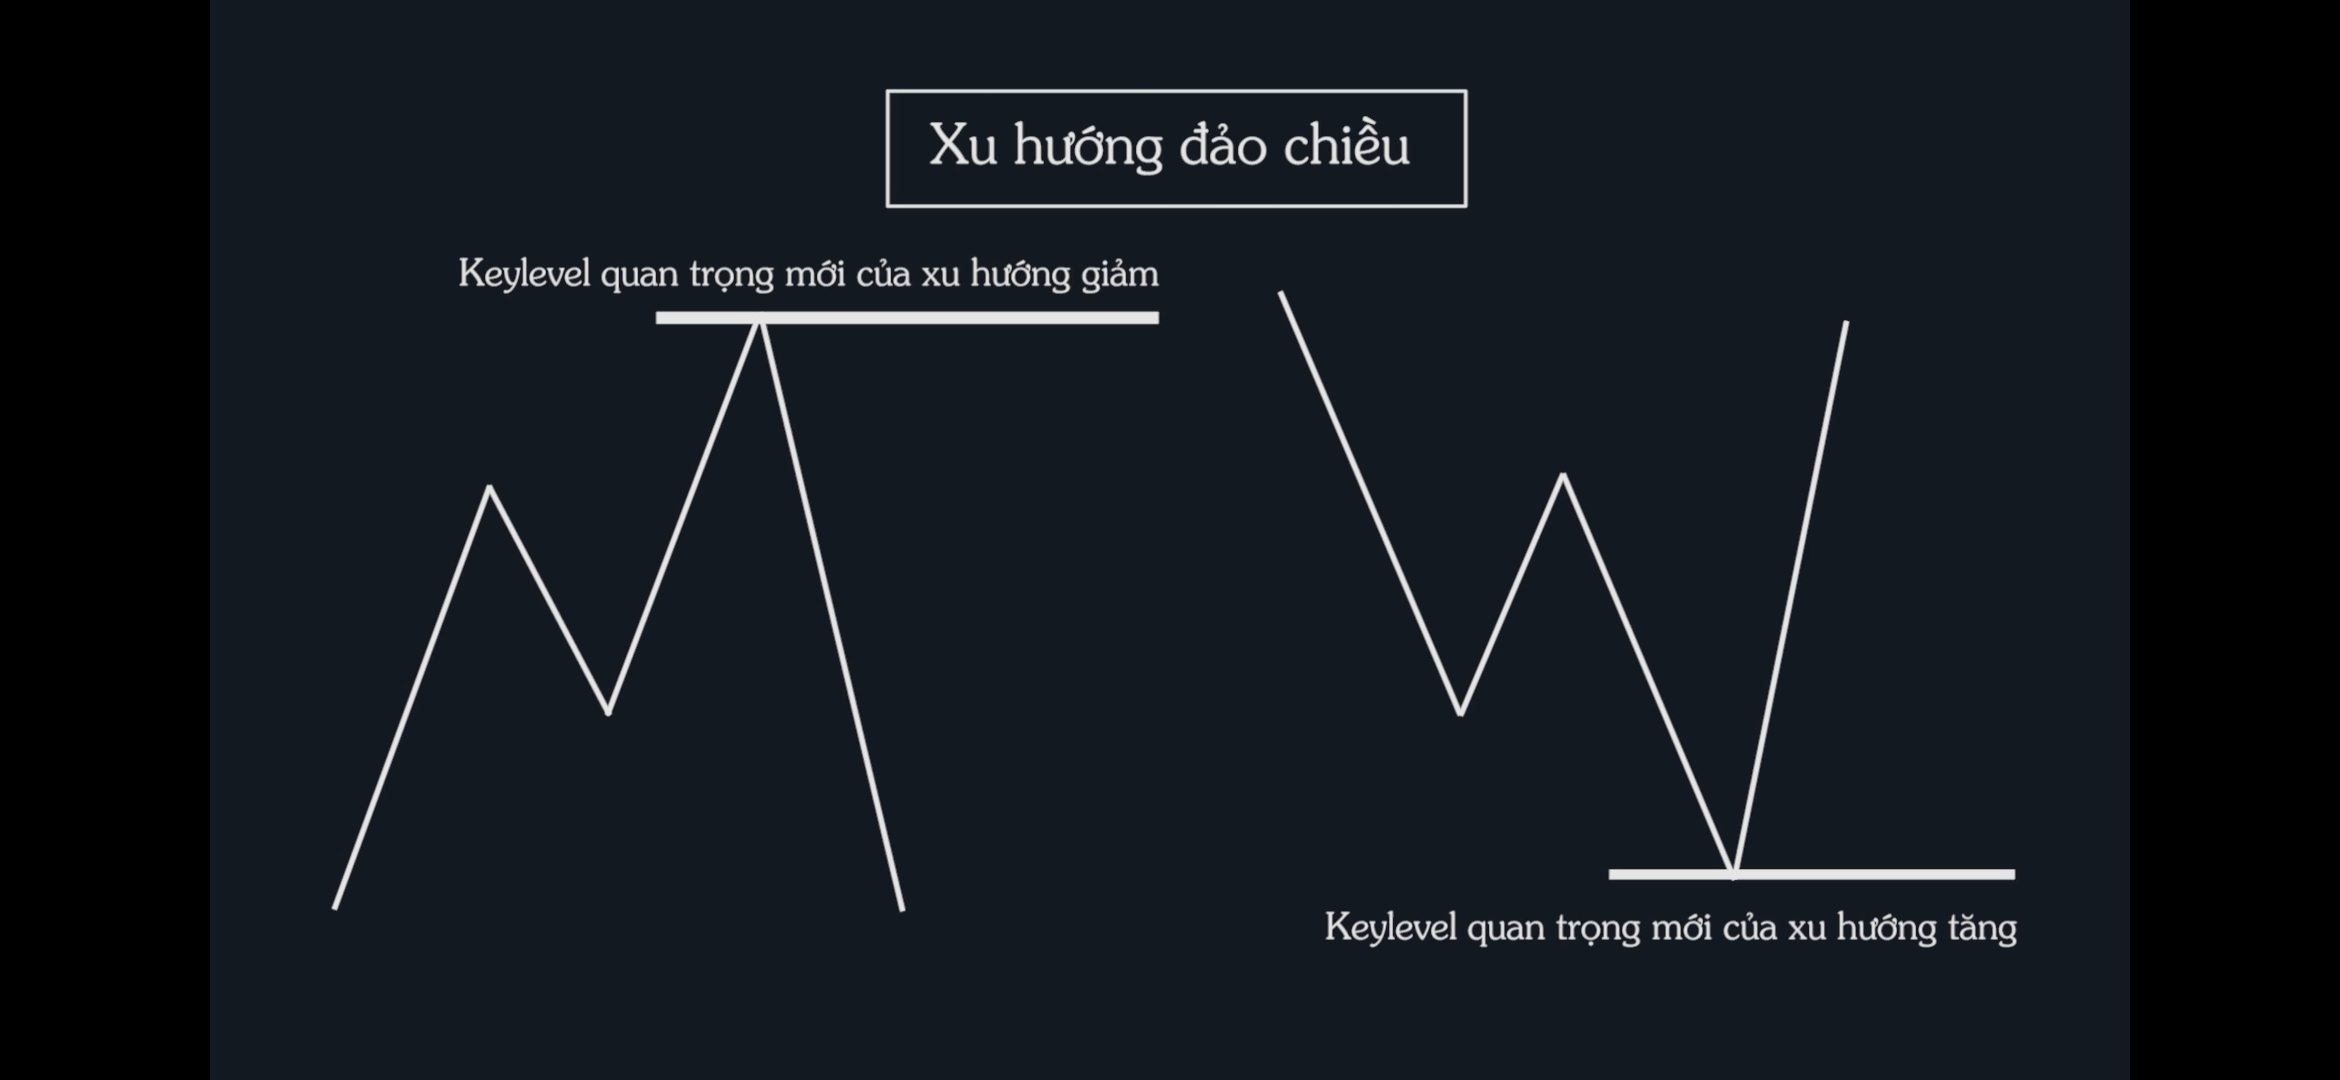 Xu hướng đảo chiều
Keylevel quan trọng mới của xu hướng giảm
Keylevel quan trọng mới của xu hướng tăng